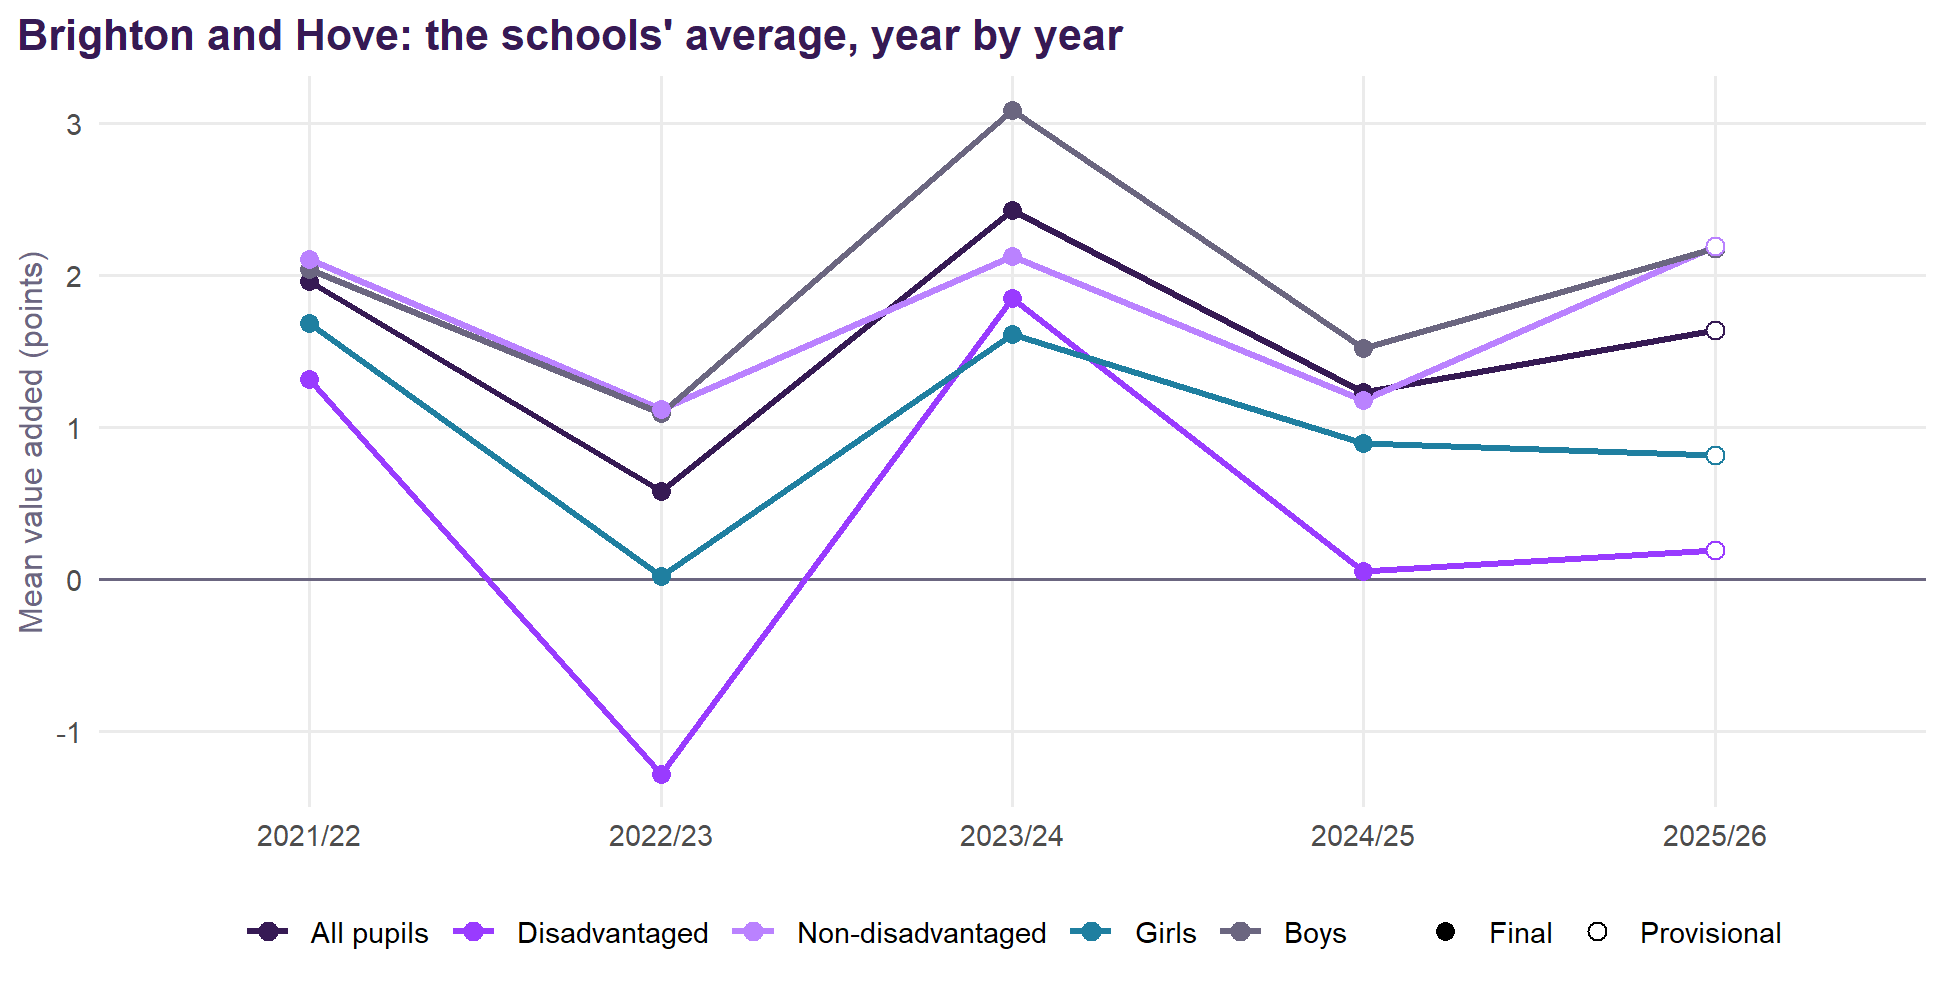 Brighton and Hove: the schools' average, year by year
Mean value added (points)
3
2
1
0
-1
2021/22 2022/23 2023/24 2024/25 2025/26
All pupils Disadvantaged Non-disadvantaged Girls Boys Final Provisional